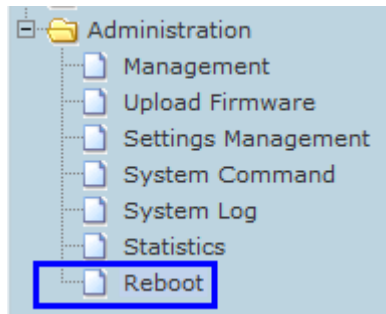 Administration
Management
Upload Firmware
Settings Management
System Command
System Log
Statistics
Reboot